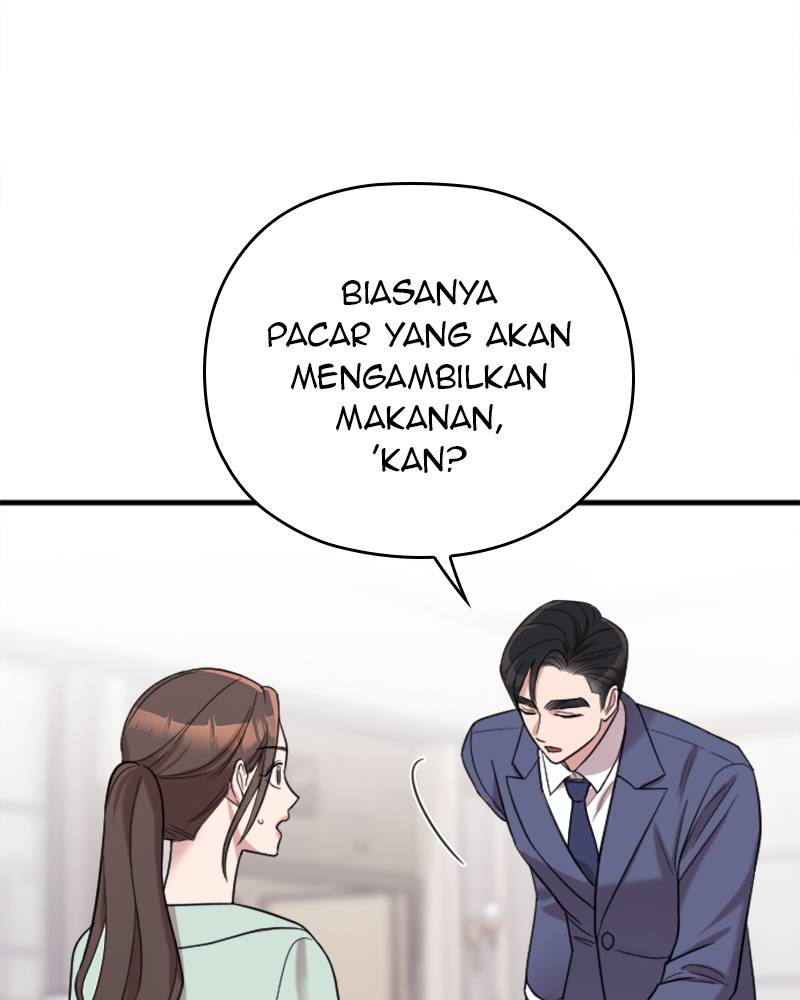 BIASANYA
PACAR YANG AKAN
MENGAMBILKAN
MAKANAN,
'KAN?